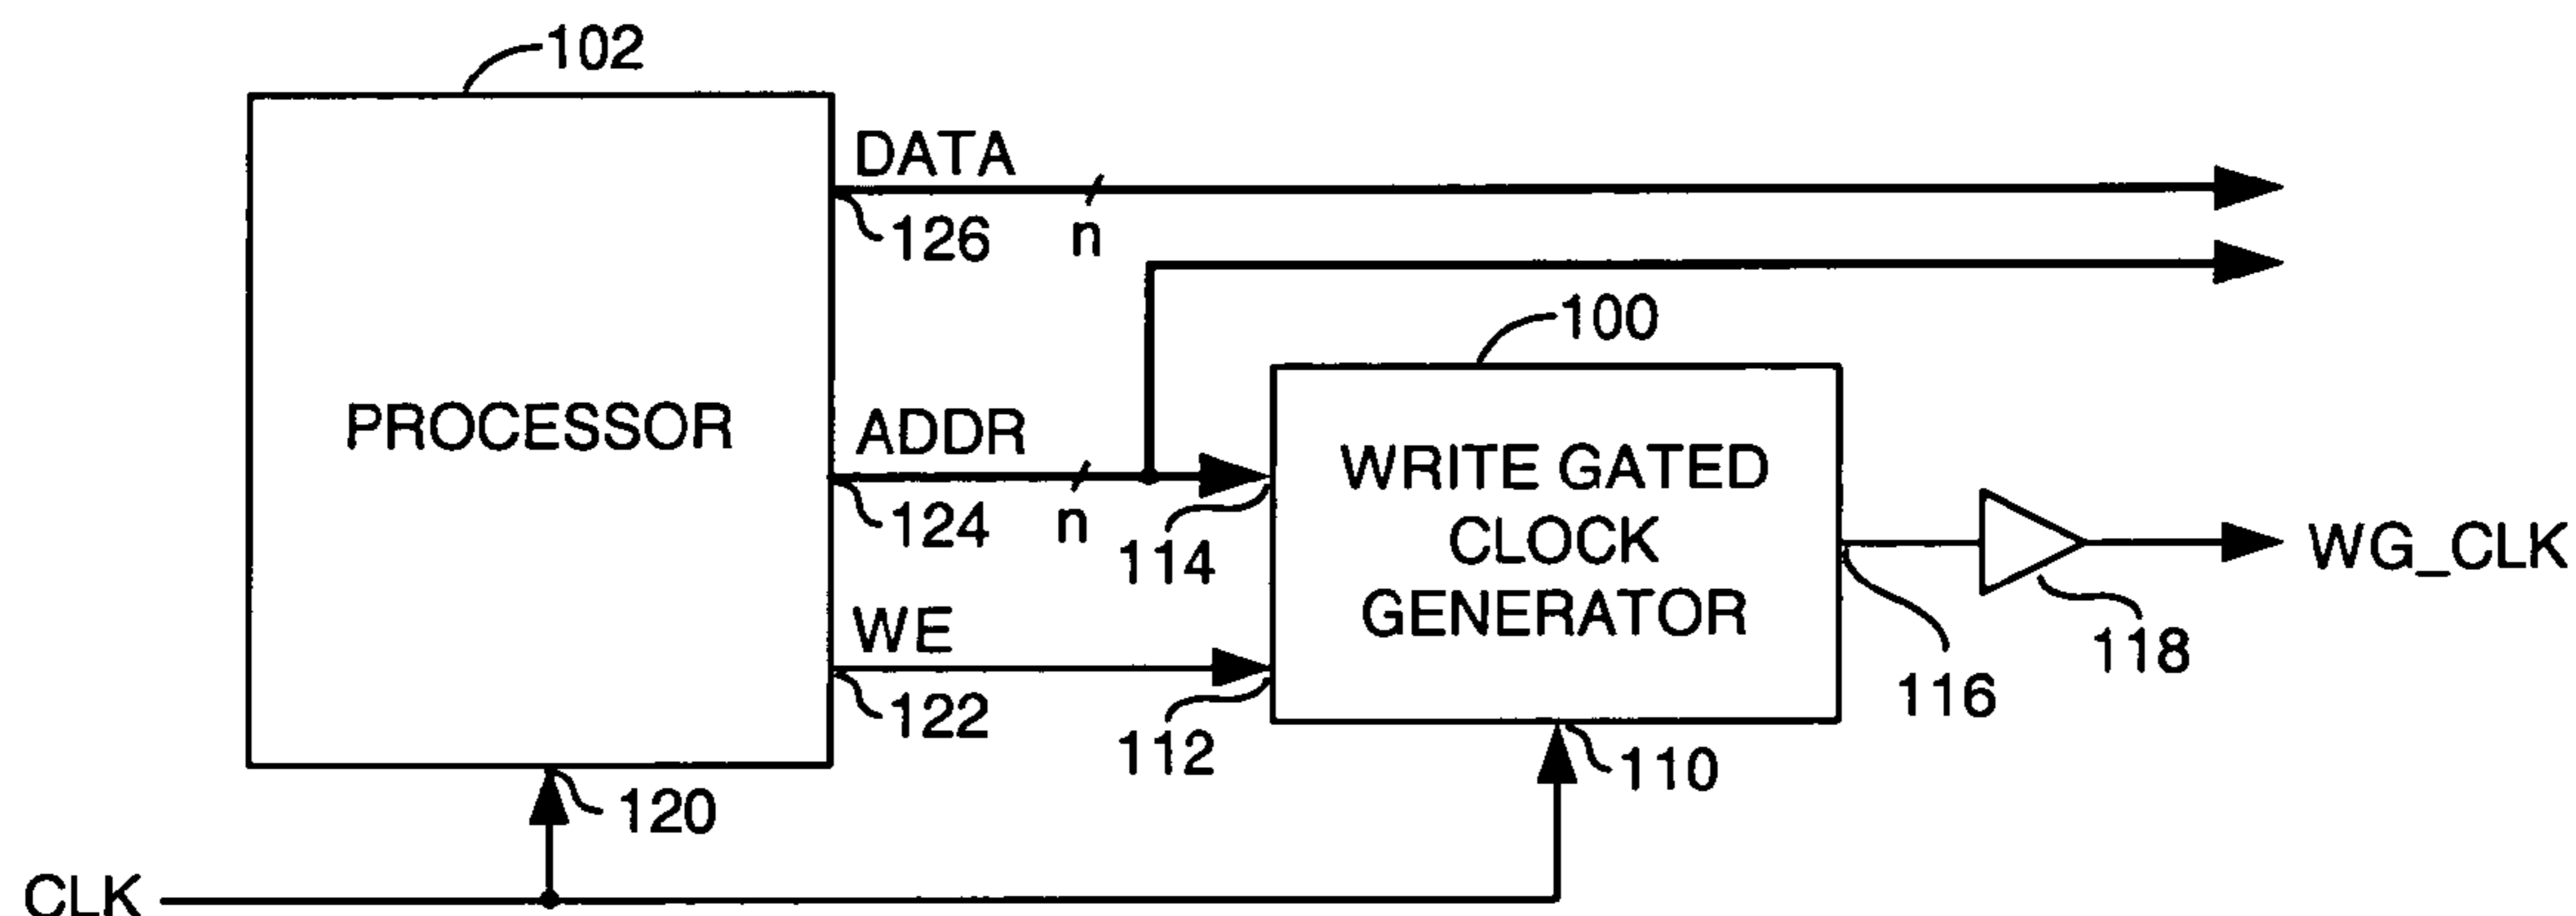 102
DATA
126
n
100
PROCESSOR
ADDR
124
n
114
WRITE GATED
CLOCK
GENERATOR
WG_CLK
118
116
WE
122
112
110
120
CLK